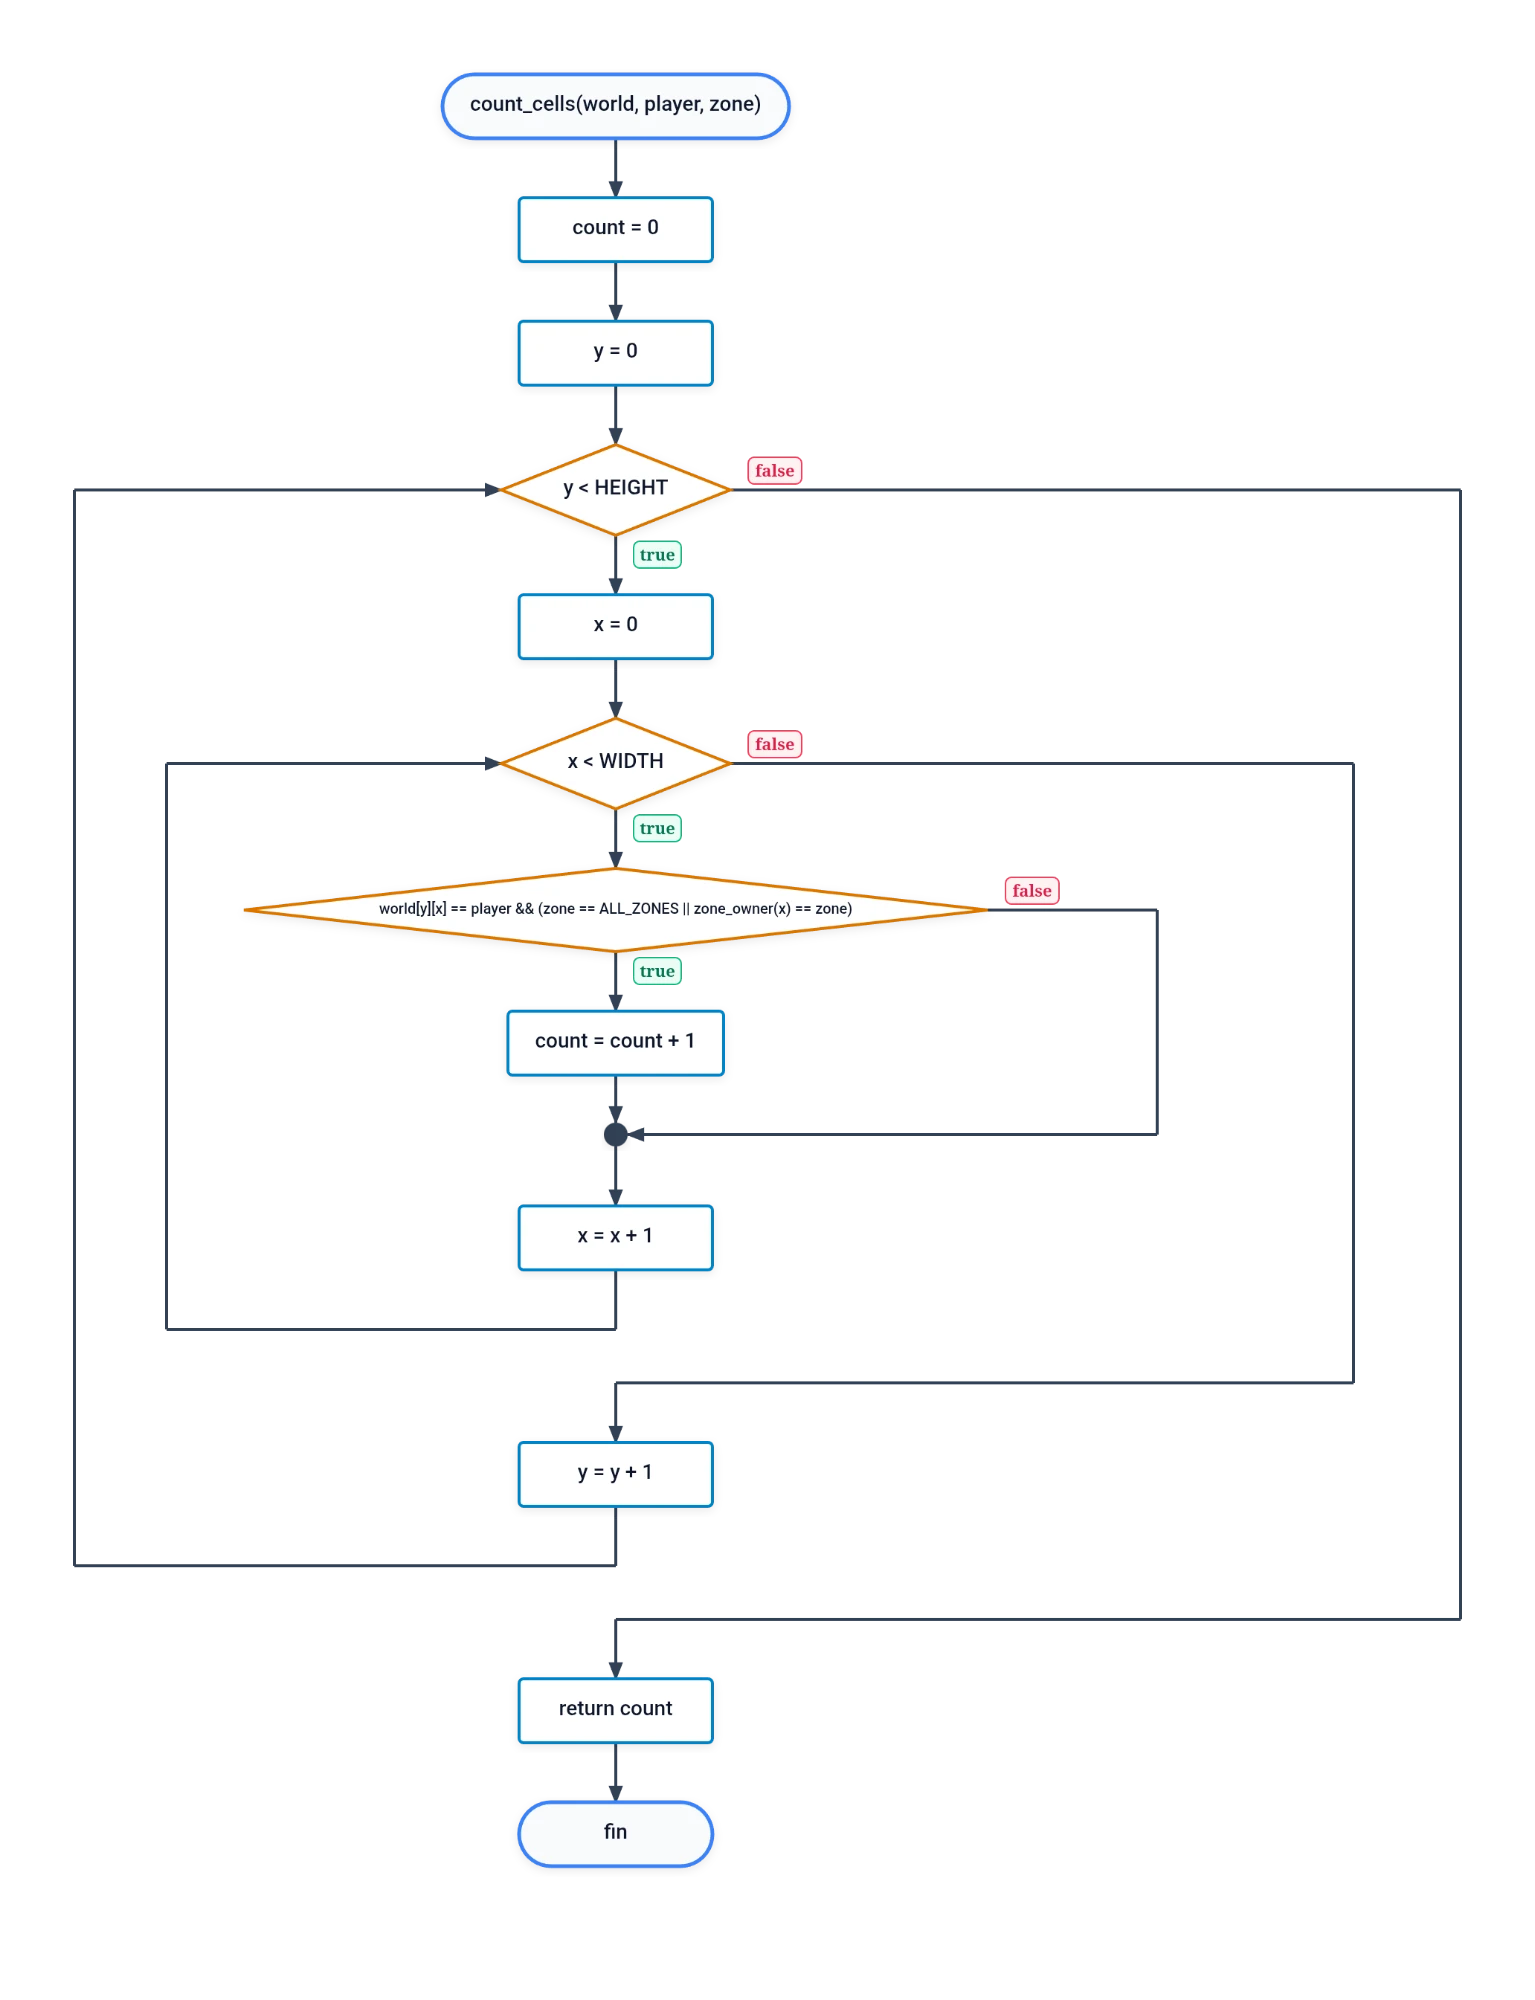 count_cells(world, player, zone)
count = 0
y = 0
y < HEIGHT
false
true
x = 0
x < WIDTH
false
true
world[y][x] == player && (zone == ALL_ZONES || zone_owner(x) == zone)
false
true
count = count + 1
x = x + 1
y = y + 1
return count
fin